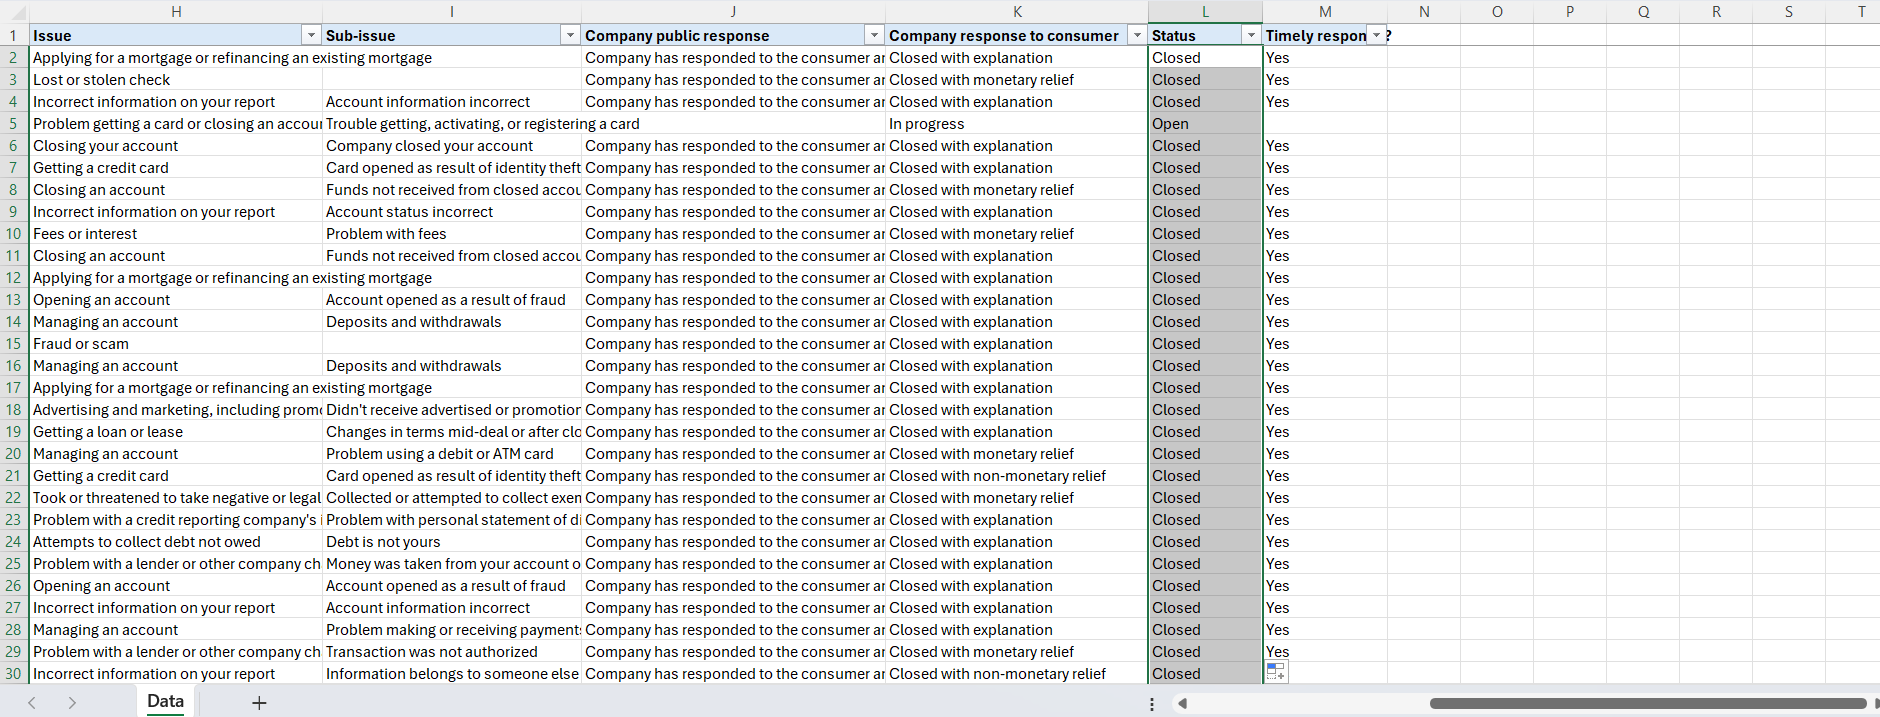 H I J K L M N O P Q R S T
1 Issue Sub-issue Company public response Company response to consumer Status Timely respon ?
2 Applying for a mortgage or refinancing an existing mortgage Company has responded to the consumer ar Closed with explanation Closed Yes
3 Lost or stolen check Company has responded to the consumer ar Closed with monetary relief Closed Yes
4 Incorrect information on your report Account information incorrect Company has responded to the consumer ar Closed with explanation Closed Yes
5 Problem getting a card or closing an accour Trouble getting, activating, or registering a card In progress Open
6 Closing your account Company closed your account Company has responded to the consumer ar Closed with explanation Closed Yes
7 Getting a credit card Card opened as result of identity theft Company has responded to the consumer ar Closed with explanation Closed Yes
8 Closing an account Funds not received from closed accou Company has responded to the consumer ar Closed with monetary relief Closed Yes
9 Incorrect information on your report Account status incorrect Company has responded to the consumer ar Closed with explanation Closed Yes
10 Fees or interest Problem with fees Company has responded to the consumer ar Closed with monetary relief Closed Yes
11 Closing an account Funds not received from closed accou Company has responded to the consumer ar Closed with explanation Closed Yes
12 Applying for a mortgage or refinancing an existing mortgage Company has responded to the consumer ar Closed with explanation Closed Yes
13 Opening an account Account opened as a result of fraud Company has responded to the consumer ar Closed with explanation Closed Yes
14 Managing an account Deposits and withdrawals Company has responded to the consumer ar Closed with explanation Closed Yes
15 Fraud or scam Company has responded to the consumer ar Closed with explanation Closed Yes
16 Managing an account Deposits and withdrawals Company has responded to the consumer ar Closed with explanation Closed Yes
17 Applying for a mortgage or refinancing an existing mortgage Company has responded to the consumer ar Closed with explanation Closed Yes
18 Advertising and marketing, including prom Didn't receive advertised or promotion Company has responded to the consumer ar Closed with explanation Closed Yes
19 Getting a loan or lease Changes in terms mid-deal or after clo Company has responded to the consumer ar Closed with explanation Closed Yes
20 Managing an account Problem using a debit or ATM card Company has responded to the consumer ar Closed with monetary relief Closed Yes
21 Getting a credit card Card opened as result of identity theft Company has responded to the consumer ar Closed with non-monetary relief Closed Yes
22 Took or threatened to take negative or legal Collected or attempted to collect exen Company has responded to the consumer ar Closed with monetary relief Closed Yes
23 Problem with a credit reporting company's i Problem with personal statement of di Company has responded to the consumer ar Closed with explanation Closed Yes
24 Attempts to collect debt not owed Debt is not yours Company has responded to the consumer ar Closed with explanation Closed Yes
25 Problem with a lender or other company ch Money was taken from your account o Company has responded to the consumer ar Closed with explanation Closed Yes
26 Opening an account Account opened as a result of fraud Company has responded to the consumer ar Closed with explanation Closed Yes
27 Incorrect information on your report Account information incorrect Company has responded to the consumer ar Closed with explanation Closed Yes
28 Managing an account Problem making or receiving payment Company has responded to the consumer ar Closed with explanation Closed Yes
29 Problem with a lender or other company ch Transaction was not authorized Company has responded to the consumer ar Closed with monetary relief Closed Yes
30 Incorrect information on your report Information belongs to someone else Company has responded to the consumer ar Closed with non-monetary relief Closed
Data